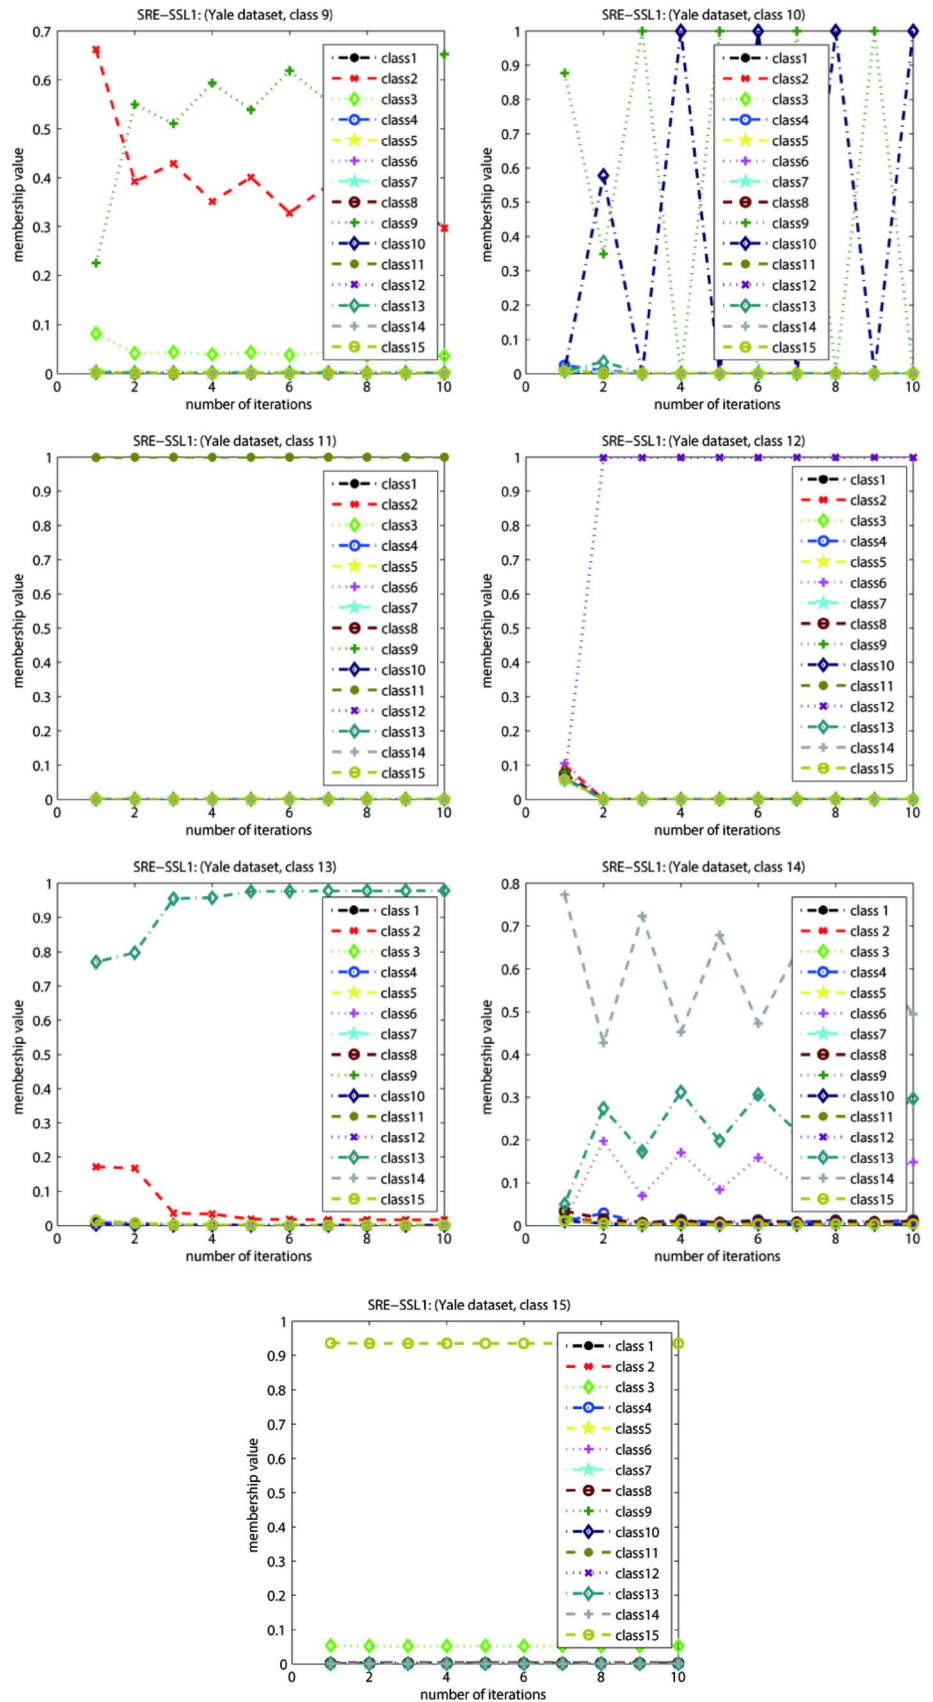 SRE−SSL1: (Yale dataset, class 9)
0.7
0.6
0.5
0.4
0.3
0.2
0.1
0
membership value
class1
class2
class3
class4
class5
class6
class7
class8
class9
class10
class11
class12
class13
class14
class15
0 2 4 6 8 10
number of iterations
SRE−SSL1: (Yale dataset, class 10)
1
0.9
0.8
0.7
0.6
0.5
0.4
0.3
0.2
0.1
0
membership value
class1
class2
class3
class4
class5
class6
class7
class8
class9
class10
class11
class12
class13
class14
class15
0 2 4 6 8 10
number of iterations
SRE−SSL1: (Yale dataset, class 11)
1
0.9
0.8
0.7
0.6
0.5
0.4
0.3
0.2
0.1
0
membership value
class1
class2
class3
class4
class5
class6
class7
class8
class9
class10
class11
class12
class13
class14
class15
0 2 4 6 8 10
number of iterations
SRE−SSL1: (Yale dataset, class 12)
1
0.9
0.8
0.7
0.6
0.5
0.4
0.3
0.2
0.1
0
membership value
class1
class2
class3
class4
class5
class6
class7
class8
class9
class10
class11
class12
class13
class14
class15
0 2 4 6 8 10
number of iterations
SRE−SSL1: (Yale dataset, class 13)
1
0.9
0.8
0.7
0.6
0.5
0.4
0.3
0.2
0.1
0
membership value
class 1
class 2
class 3
class4
class5
class6
class7
class8
class9
class10
class11
class12
class13
class14
class15
0 2 4 6 8 10
number of iterations
SRE−SSL1: (Yale dataset, class 14)
0.8
0.7
0.6
0.5
0.4
0.3
0.2
0.1
0
membership value
class 1
class 2
class 3
class4
class5
class6
class7
class8
class9
class10
class11
class12
class13
class14
class15
0 2 4 6 8 10
number of iterations
SRE−SSL1: (Yale dataset, class 15)
1
0.9
0.8
0.7
0.6
0.5
0.4
0.3
0.2
0.1
0
membership value
class 1
class 2
class 3
class4
class5
class6
class7
class8
class9
class10
class11
class12
class13
class14
class15
0 2 4 6 8 10
number of iterations